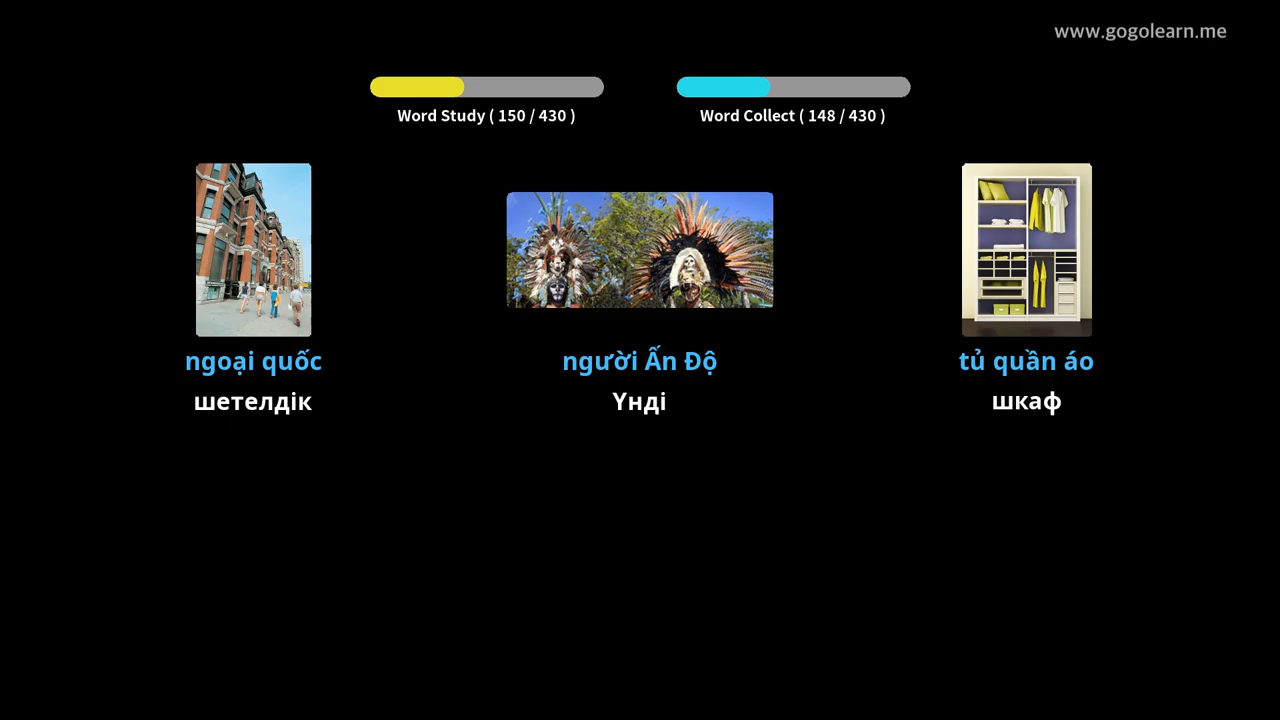 www.gogolearn.me
Word Study ( 150 / 430 )
Word Collect ( 148 / 430 )
ngoại quốc
người Ấn Độ
tủ quần áo
шетелдік
Үнді
шкаф